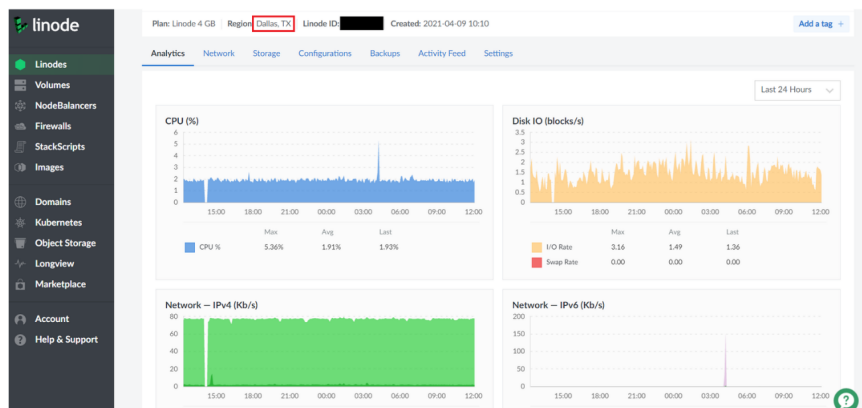 linode
Plan: Linode 4 GB Region: Dallas, TX Linode ID: Created: 2021-04-09 10:10
Add a tag +
Analytics Network Storage Configurations Backups Activity Feed Settings
Linodes
Volumes
NodeBalancers
Firewalls
StackScripts
Images
Domains
Kubernetes
Object Storage
Longview
Marketplace
Account
Help & Support
Last 24 Hours
CPU (%)
6
5
4
3
2
1
0
15:00 18:00 21:00 00:00 03:00 06:00 09:00 12:00
Max Avg Last
CPU % 5.36% 1.91% 1.93%
Disk IO (blocks/s)
3.5
3
2.5
2
1.5
1
0.5
0
15:00 18:00 21:00 00:00 03:00 06:00 09:00 12:00
Max Avg Last
I/O Rate 3.16 1.49 1.36
Swap Rate 0.00 0.00 0.00
Network — IPv4 (Kb/s)
80
60
40
20
0
15:00 18:00 21:00 00:00 03:00 06:00 09:00 12:00
Network — IPv6 (Kb/s)
200
150
100
50
0
15:00 18:00 21:00 00:00 03:00 06:00 09:00 12:00
?